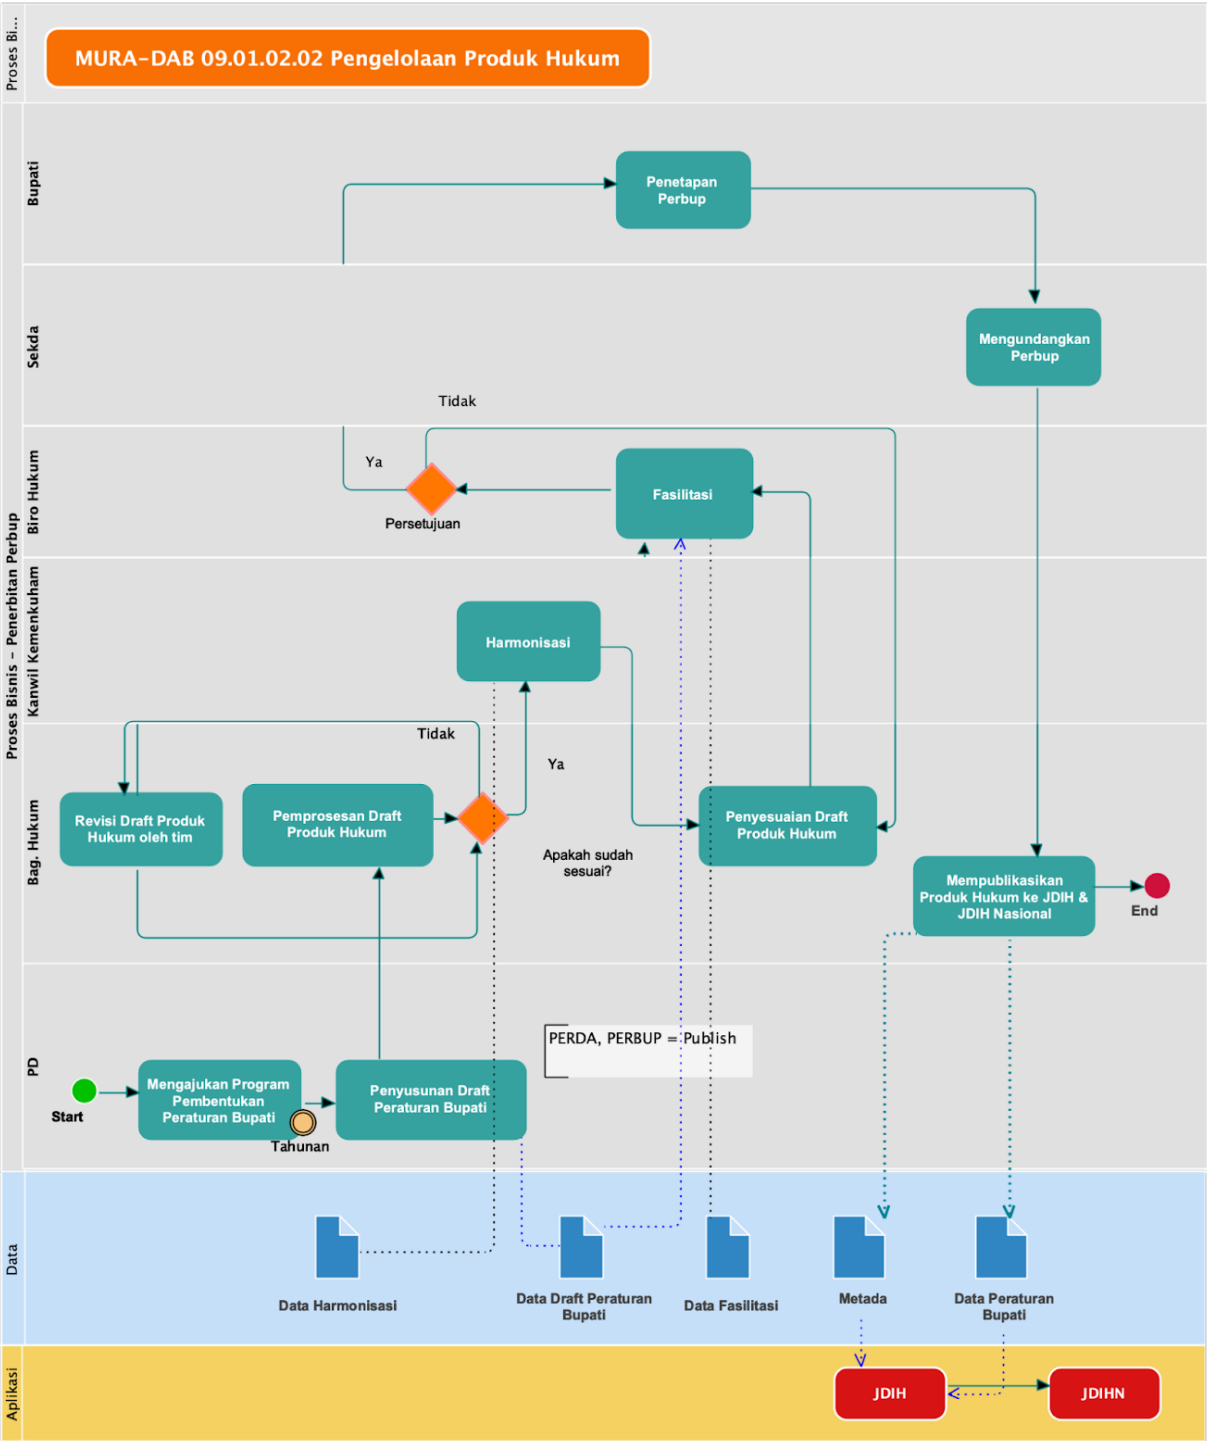 Proses Bi...
MURA-DAB 09.01.02.02 Pengelolaan Produk Hukum
Proses Bisnis - Penerbitan Perbup
Bupati
Penetapan
Perbup
Sekda
Mengundangkan
Perbup
Tidak
Biro Hukum
Ya
Persetujuan
Fasilitasi
Kanwil Kemenkuham
Harmonisasi
Bag. Hukum
Tidak
Ya
Revisi Draft Produk
Hukum oleh tim
Pemprosesan Draft
Produk Hukum
Apakah sudah
sesuai?
Penyesuaian Draft
Produk Hukum
Mempublikasikan
Produk Hukum ke JDIH &
JDIH Nasional
End
PD
PERDA, PERBUP = Publish
Start
Mengajukan Program
Pembentukan
Peraturan Bupati
Tahunan
Penyusunan Draft
Peraturan Bupati
Data
Data Harmonisasi
Data Draft Peraturan
Bupati
Data Fasilitasi
Metada
Data Peraturan
Bupati
Aplikasi
JDIH
JDIHN